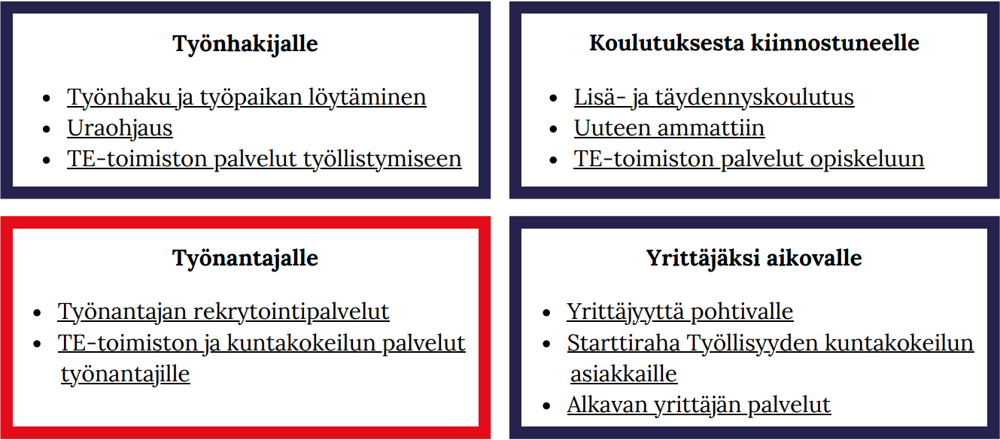 Työnhakijalle
Työnhaku ja työpaikan löytäminen
Uraohjaus
TE-toimiston palvelut työllistymiseen
Koulutuksesta kiinnostuneelle
Lisä- ja täydennyskoulutus
Uuteen ammattiin
TE-toimiston palvelut opiskeluun
Työnantajalle
Työnantajan rekrytointipalvelut
TE-toimiston ja kuntakokeilun palvelut
työnantajille
Yrittäjäksi aikovalle
Yrittäjyyttä pohtivalle
Starttiraha Työllisyyden kuntakokeilun
asiakkaille
Alkavan yrittäjän palvelut